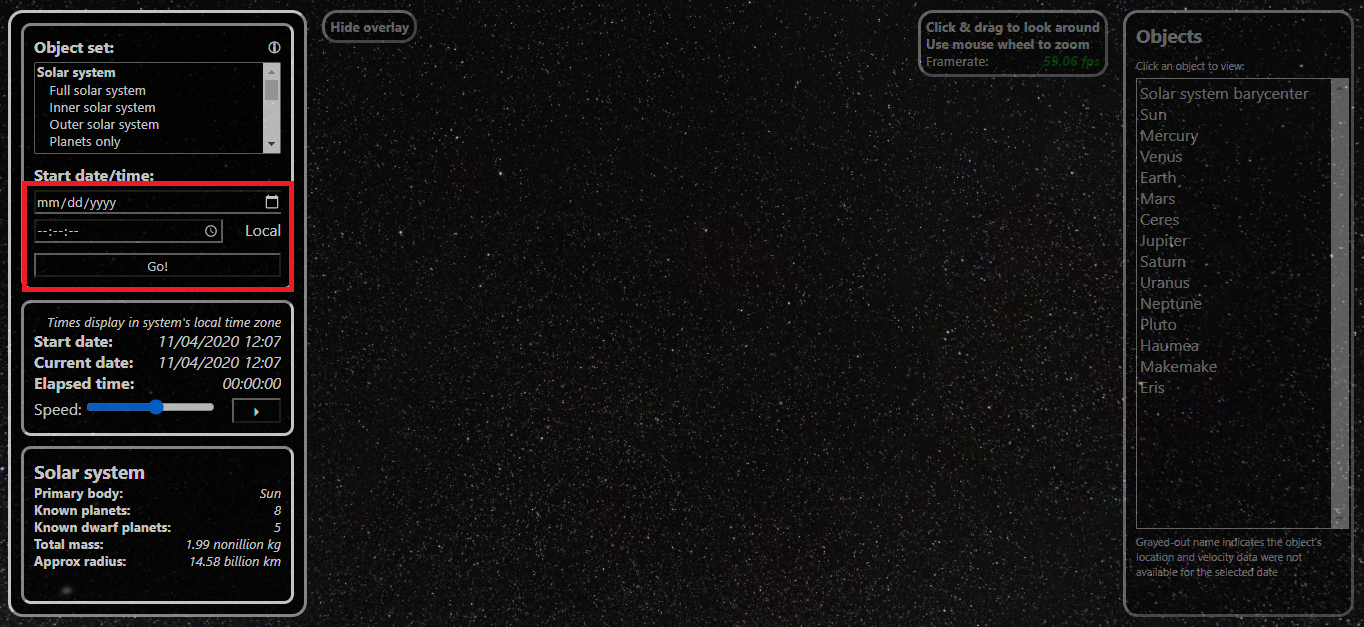 Object set:
Solar system
Full solar system
Inner solar system
Outer solar system
Planets only
Start date/time:
mm/dd/yyyy
--:--:--
Local
Go!
Times display in system's local time zone
Start date: 11/04/2020 12:07
Current date: 11/04/2020 12:07
Elapsed time: 00:00:00
Speed:
Solar system
Primary body: Sun
Known planets: 8
Known dwarf planets: 5
Total mass: 1.99 nonillion kg
Approx radius: 14.58 billion km
Hide overlay
Click & drag to look around
Use mouse wheel to zoom
Framerate: 59.06 fps
Objects
Click an object to view:
Solar system barycenter
Sun
Mercury
Venus
Earth
Mars
Ceres
Jupiter
Saturn
Uranus
Neptune
Pluto
Haumea
Makemake
Eris
Grayed-out name indicates the object's
location and velocity data were not
available for the selected date